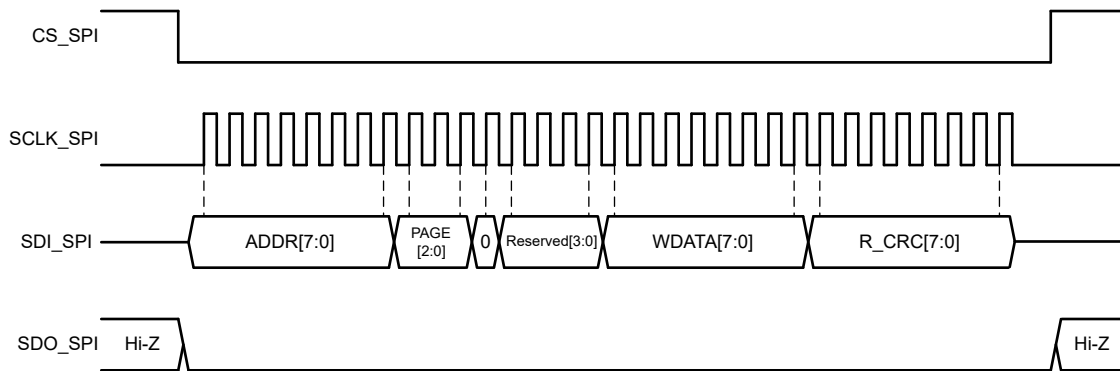 CS_SPI
SCLK_SPI
SDI_SPI
ADDR[7:0]
PAGE
[2:0]
0
Reserved[3:0]
WDATA[7:0]
R_CRC[7:0]
SDO_SPI
Hi-Z
Hi-Z